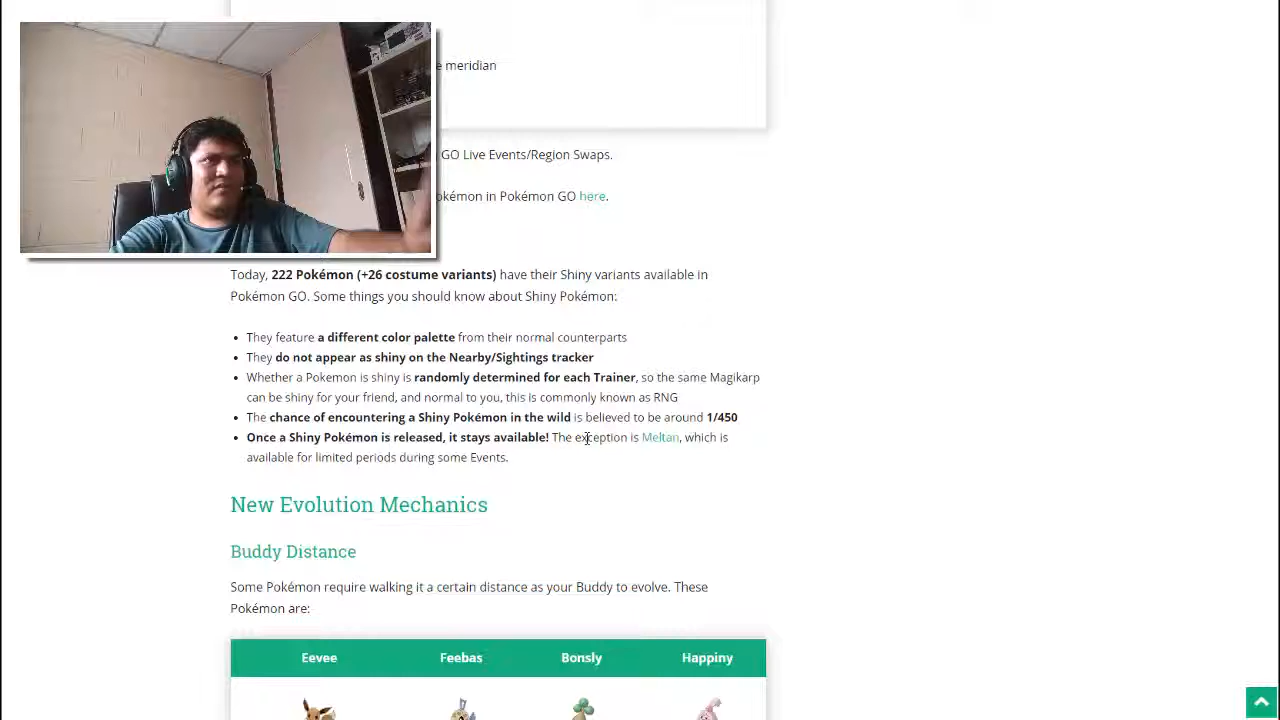 e meridian
GO Live Events/Region Swaps.
okémon in Pokémon GO here.
Today, 222 Pokémon (+26 costume variants) have their Shiny variants available in
Pokémon GO. Some things you should know about Shiny Pokémon:
They feature a different color palette from their normal counterparts
They do not appear as shiny on the Nearby/Sightings tracker
Whether a Pokemon is shiny is randomly determined for each Trainer, so the same Magikarp
can be shiny for your friend, and normal to you, this is commonly known as RNG
The chance of encountering a Shiny Pokémon in the wild is believed to be around 1/450
Once a Shiny Pokémon is released, it stays available! The exception is Meltan, which is
available for limited periods during some Events.
New Evolution Mechanics
Buddy Distance
Some Pokémon require walking it a certain distance as your Buddy to evolve. These
Pokémon are:
Eevee Feebas Bonsly Happiny